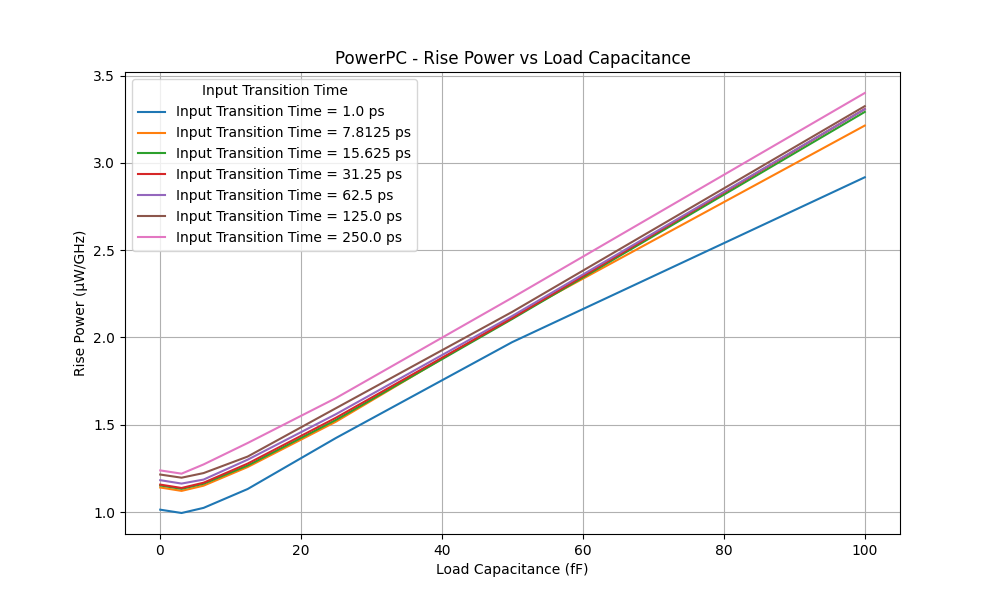 PowerPC - Rise Power vs Load Capacitance
3.5
3.0
2.5
2.0
1.5
1.0
Rise Power (μW/GHz)
Input Transition Time
Input Transition Time = 1.0 ps
Input Transition Time = 7.8125 ps
Input Transition Time = 15.625 ps
Input Transition Time = 31.25 ps
Input Transition Time = 62.5 ps
Input Transition Time = 125.0 ps
Input Transition Time = 250.0 ps
0 20 40 60 80 100
Load Capacitance (fF)